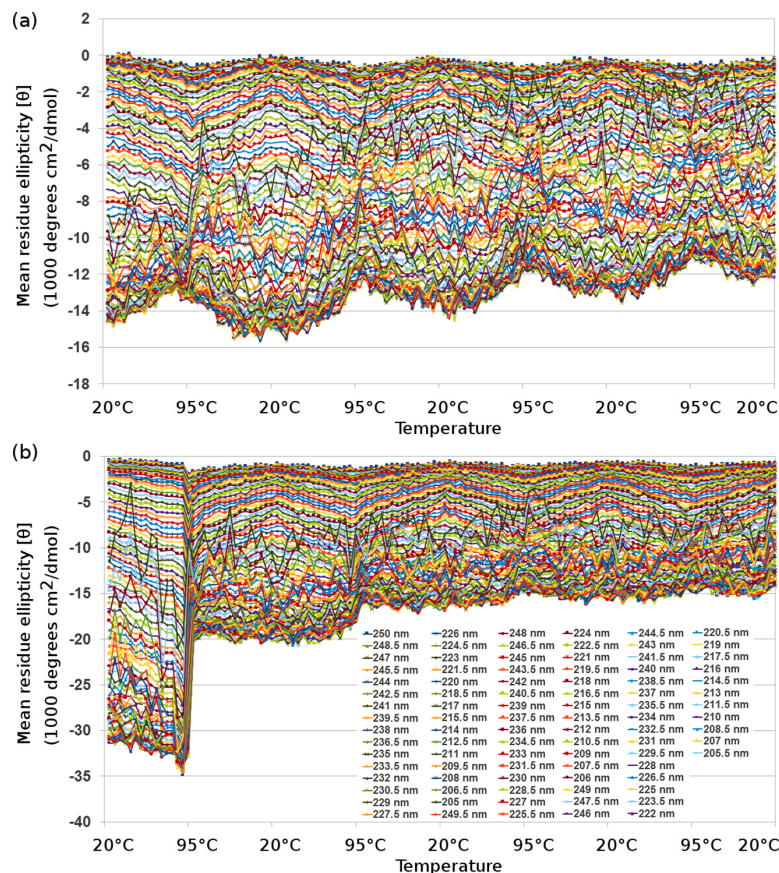 (a)
2
0
-2
-4
-6
-8
-10
-12
-14
-16
-18
Mean residue ellipticity [θ]
(1000 degrees cm2/dmol)
20°C 95°C 20°C 95°C 20°C 95°C 20°C 95°C 20°C
Temperature
(b)
0
-5
-10
-15
-20
-25
-30
-35
-40
Mean residue ellipticity [θ]
(1000 degrees cm2/dmol)
250 nm 226 nm 248 nm 224 nm 244.5 nm 220.5 nm
248.5 nm 224.5 nm 246.5 nm 222.5 nm 243 nm 219 nm
247 nm 223 nm 245 nm 221 nm 241.5 nm 217.5 nm
245.5 nm 221.5 nm 243.5 nm 219.5 nm 240 nm 216 nm
244 nm 220 nm 242 nm 218 nm 238.5 nm 214.5 nm
242.5 nm 218.5 nm 240.5 nm 216.5 nm 237 nm 213 nm
241 nm 217 nm 239 nm 215 nm 235.5 nm 211.5 nm
239.5 nm 215.5 nm 237.5 nm 213.5 nm 234 nm 210 nm
238 nm 214 nm 236 nm 212 nm 232.5 nm 208.5 nm
236.5 nm 212.5 nm 234.5 nm 210.5 nm 231 nm 207 nm
235 nm 211 nm 233 nm 209 nm 229.5 nm 205.5 nm
233.5 nm 209.5 nm 231.5 nm 207.5 nm 228 nm
232 nm 208 nm 230 nm 206 nm 226.5 nm
230.5 nm 206.5 nm 228.5 nm 249 nm 225 nm
229 nm 205 nm 227 nm 247.5 nm 223.5 nm
227.5 nm 249.5 nm 225.5 nm 246 nm 222 nm
20°C 95°C 20°C 95°C 20°C 95°C 20°C 95°C 20°C
Temperature